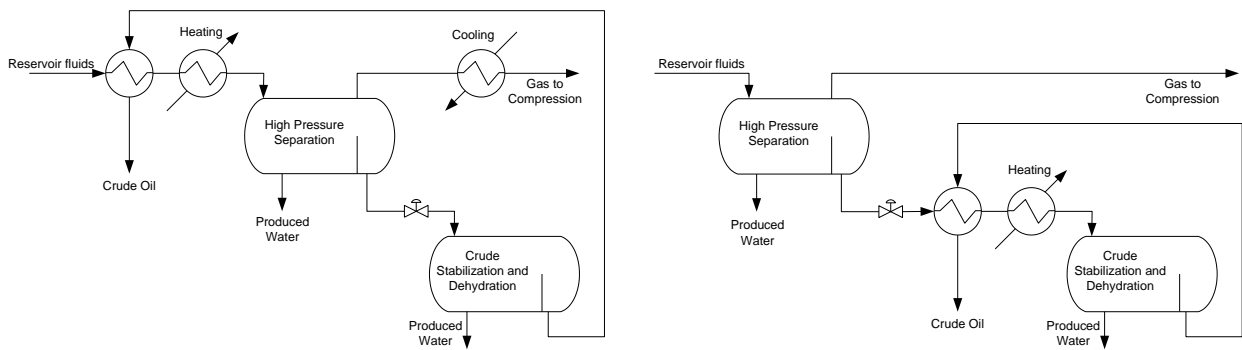 Heating
Cooling
Reservoir fluids
Gas to
Compression
High Pressure
Separation
Crude Oil
Produced
Water
Crude
Stabilization and
Dehydration
Produced
Water
Reservoir fluids
Gas to
Compression
High Pressure
Separation
Heating
Produced
Water
Crude
Stabilization and
Dehydration
Crude Oil
Produced
Water